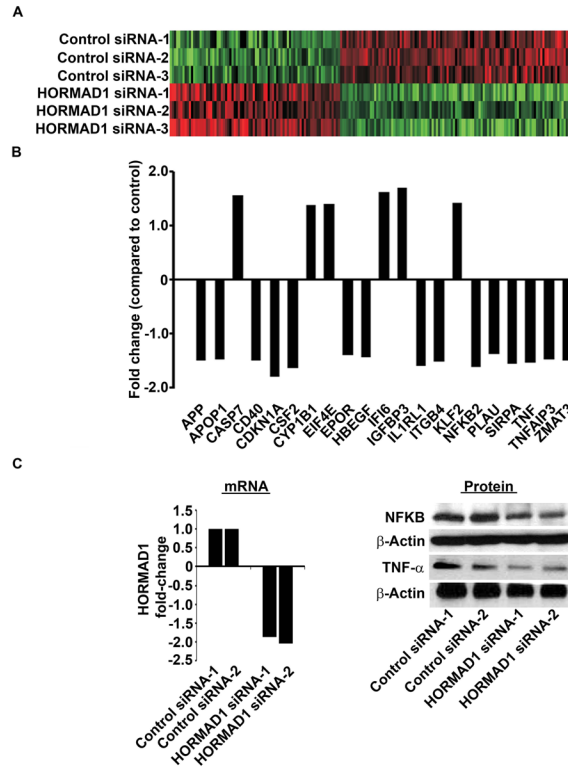 A
Control siRNA-1
Control siRNA-2
Control siRNA-3
HORMAD1 siRNA-1
HORMAD1 siRNA-2
HORMAD1 siRNA-3
B
Fold change (compared to control)
2.0
1.0
0
-1.0
-2.0
APP
APOP1
CASP7
CD40
CDKN1A
CSF2
CYP1B1
EIF4E
EPOR
HBEGF
IFI6
IGFBP3
IL1RL1
ITGB4
KLF2
NFKB2
PLAU
SIRPA
TNF
TNFAIP3
ZMAT3
C
mRNA
HORMAD1
fold-change
1.5
1.0
0.5
0
-0.5
-1.0
-1.5
-2.0
-2.5
Control siRNA-1
Control siRNA-2
HORMAD1 siRNA-1
HORMAD1 siRNA-2
Protein
NFKB
β-Actin
TNF-α
β-Actin
Control siRNA-1
Control siRNA-2
HORMAD1 siRNA-1
HORMAD1 siRNA-2